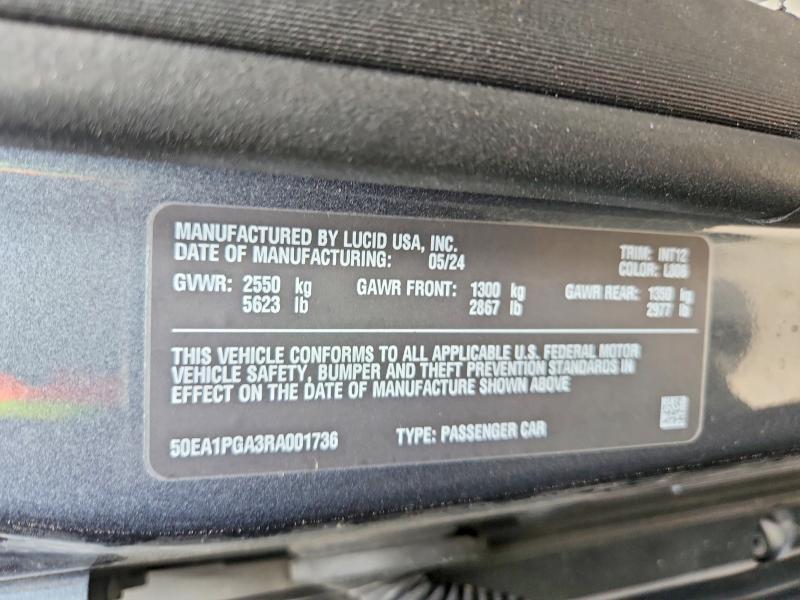 MANUFACTURED BY LUCID USA, INC.
DATE OF MANUFACTURING: 05/24
TRIM: INT12
COLOR:
GVWR: 2550 kg GAWR FRONT: 1300 kg GAWR REAR: 1350 kg
5623 lb 2867 lb 2977 lb
THIS VEHICLE CONFORMS TO ALL APPLICABLE U.S. FEDERAL MOTOR
VEHICLE SAFETY, BUMPER AND THEFT PREVENTION STANDARDS IN
EFFECT ON THE DATE OF MANUFACTURE SHOWN ABOVE
50EA1PGA3RA001736 TYPE: PASSENGER CAR